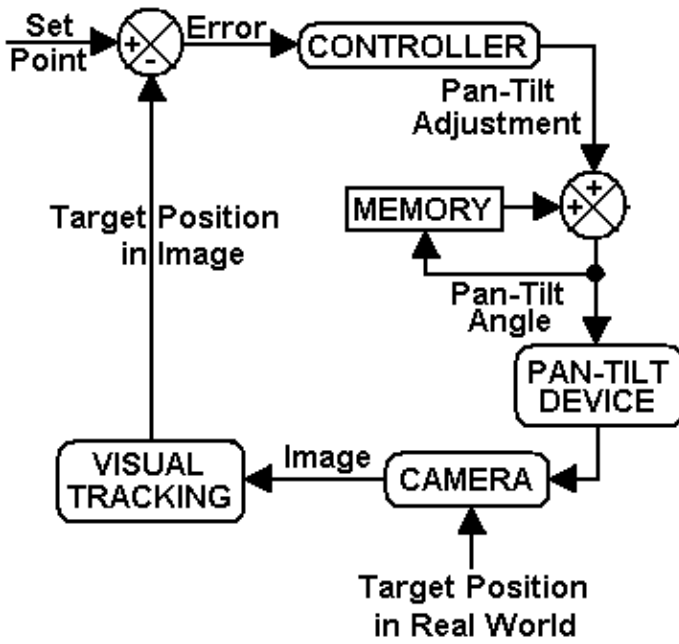 Set
Point
+
-
Error
CONTROLLER
Pan-Tilt
Adjustment
+
+
MEMORY
Pan-Tilt
Angle
PAN-TILT
DEVICE
Target Position
in Image
VISUAL
TRACKING
Image
CAMERA
Target Position
in Real World